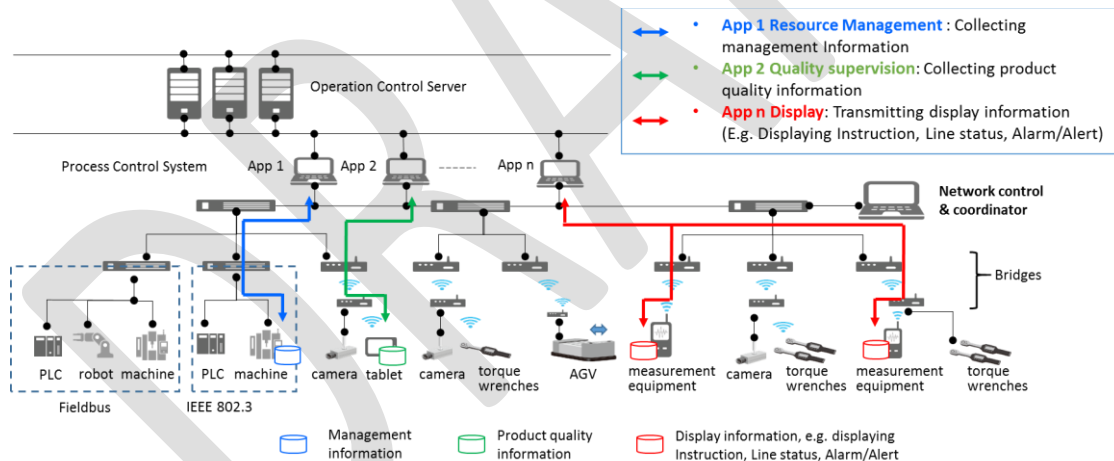 • App 1 Resource Management : Collecting
management Information
• App 2 Quality supervision: Collecting product
quality information
• App n Display: Transmitting display information
(E.g. Displaying Instruction, Line status, Alarm/Alert)
Operation Control Server
Process Control System App 1 App 2 App n
Network control
& coordinator
Bridges
PLC robot machine PLC machine camera tablet camera torque
wrenches AGV measurement
equipment camera torque
wrenches measurement
equipment torque
wrenches
Fieldbus IEEE 802.3
Management
information
Product quality
information
Display information, e.g. displaying
Instruction, Line status, Alarm/Alert
DRAFT